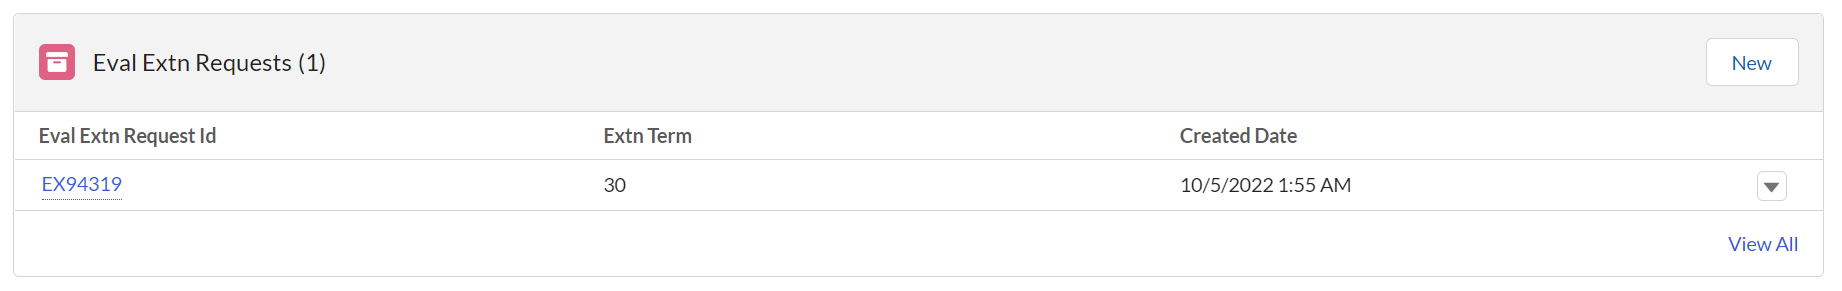 Eval Extn Requests (1)
New
Eval Extn Request Id Extn Term Created Date
EX94319 30 10/5/2022 1:55 AM
View All